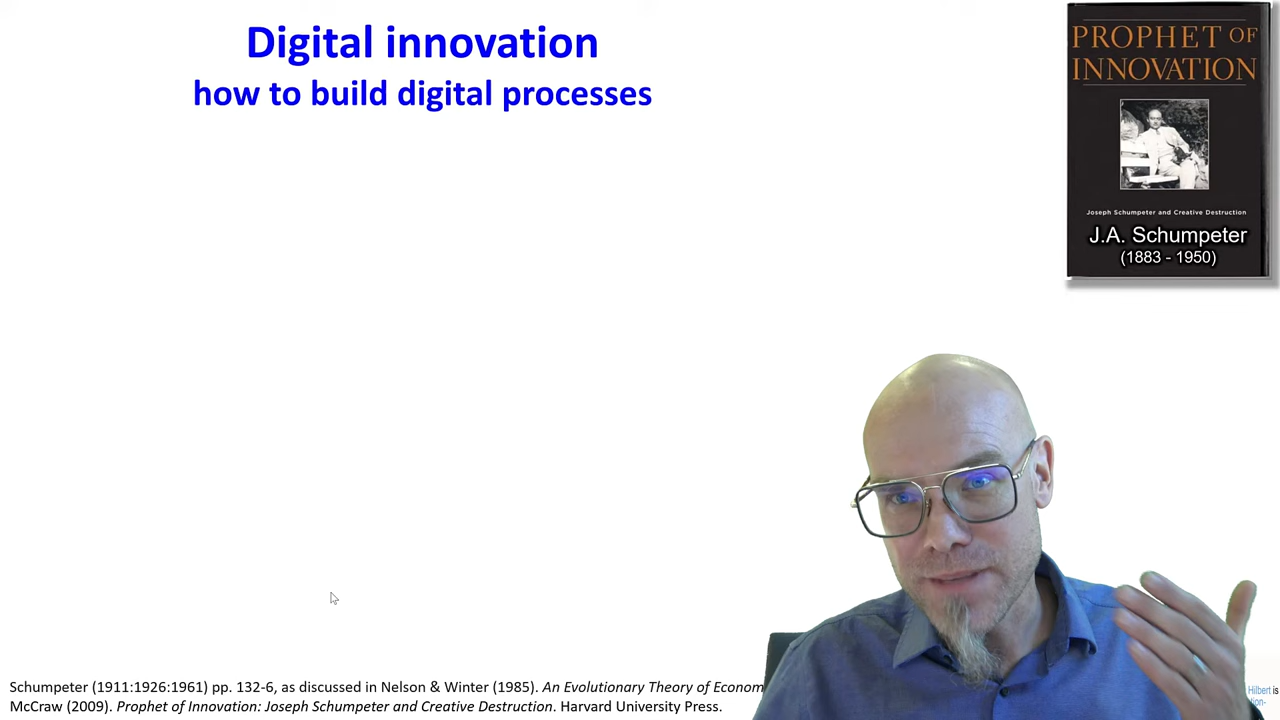 Digital innovation
how to build digital processes
PROPHET OF
INNOVATION
Joseph Schumpeter and Creative Destruction
J.A. Schumpeter
(1883 - 1950)
Schumpeter (1911:1926:1961) pp. 132-6, as discussed in Nelson & Winter (1985). An Evolutionary Theory of Econom
McCraw (2009). Prophet of Innovation: Joseph Schumpeter and Creative Destruction. Harvard University Press.
Hilbert is